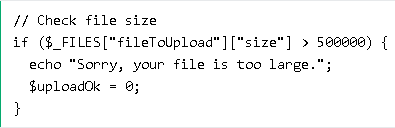 // Check file size
if ($_FILES["fileToUpload"]["size"] > 500000) {
  echo "Sorry, your file is too large.";
  $uploadOk = 0;
}